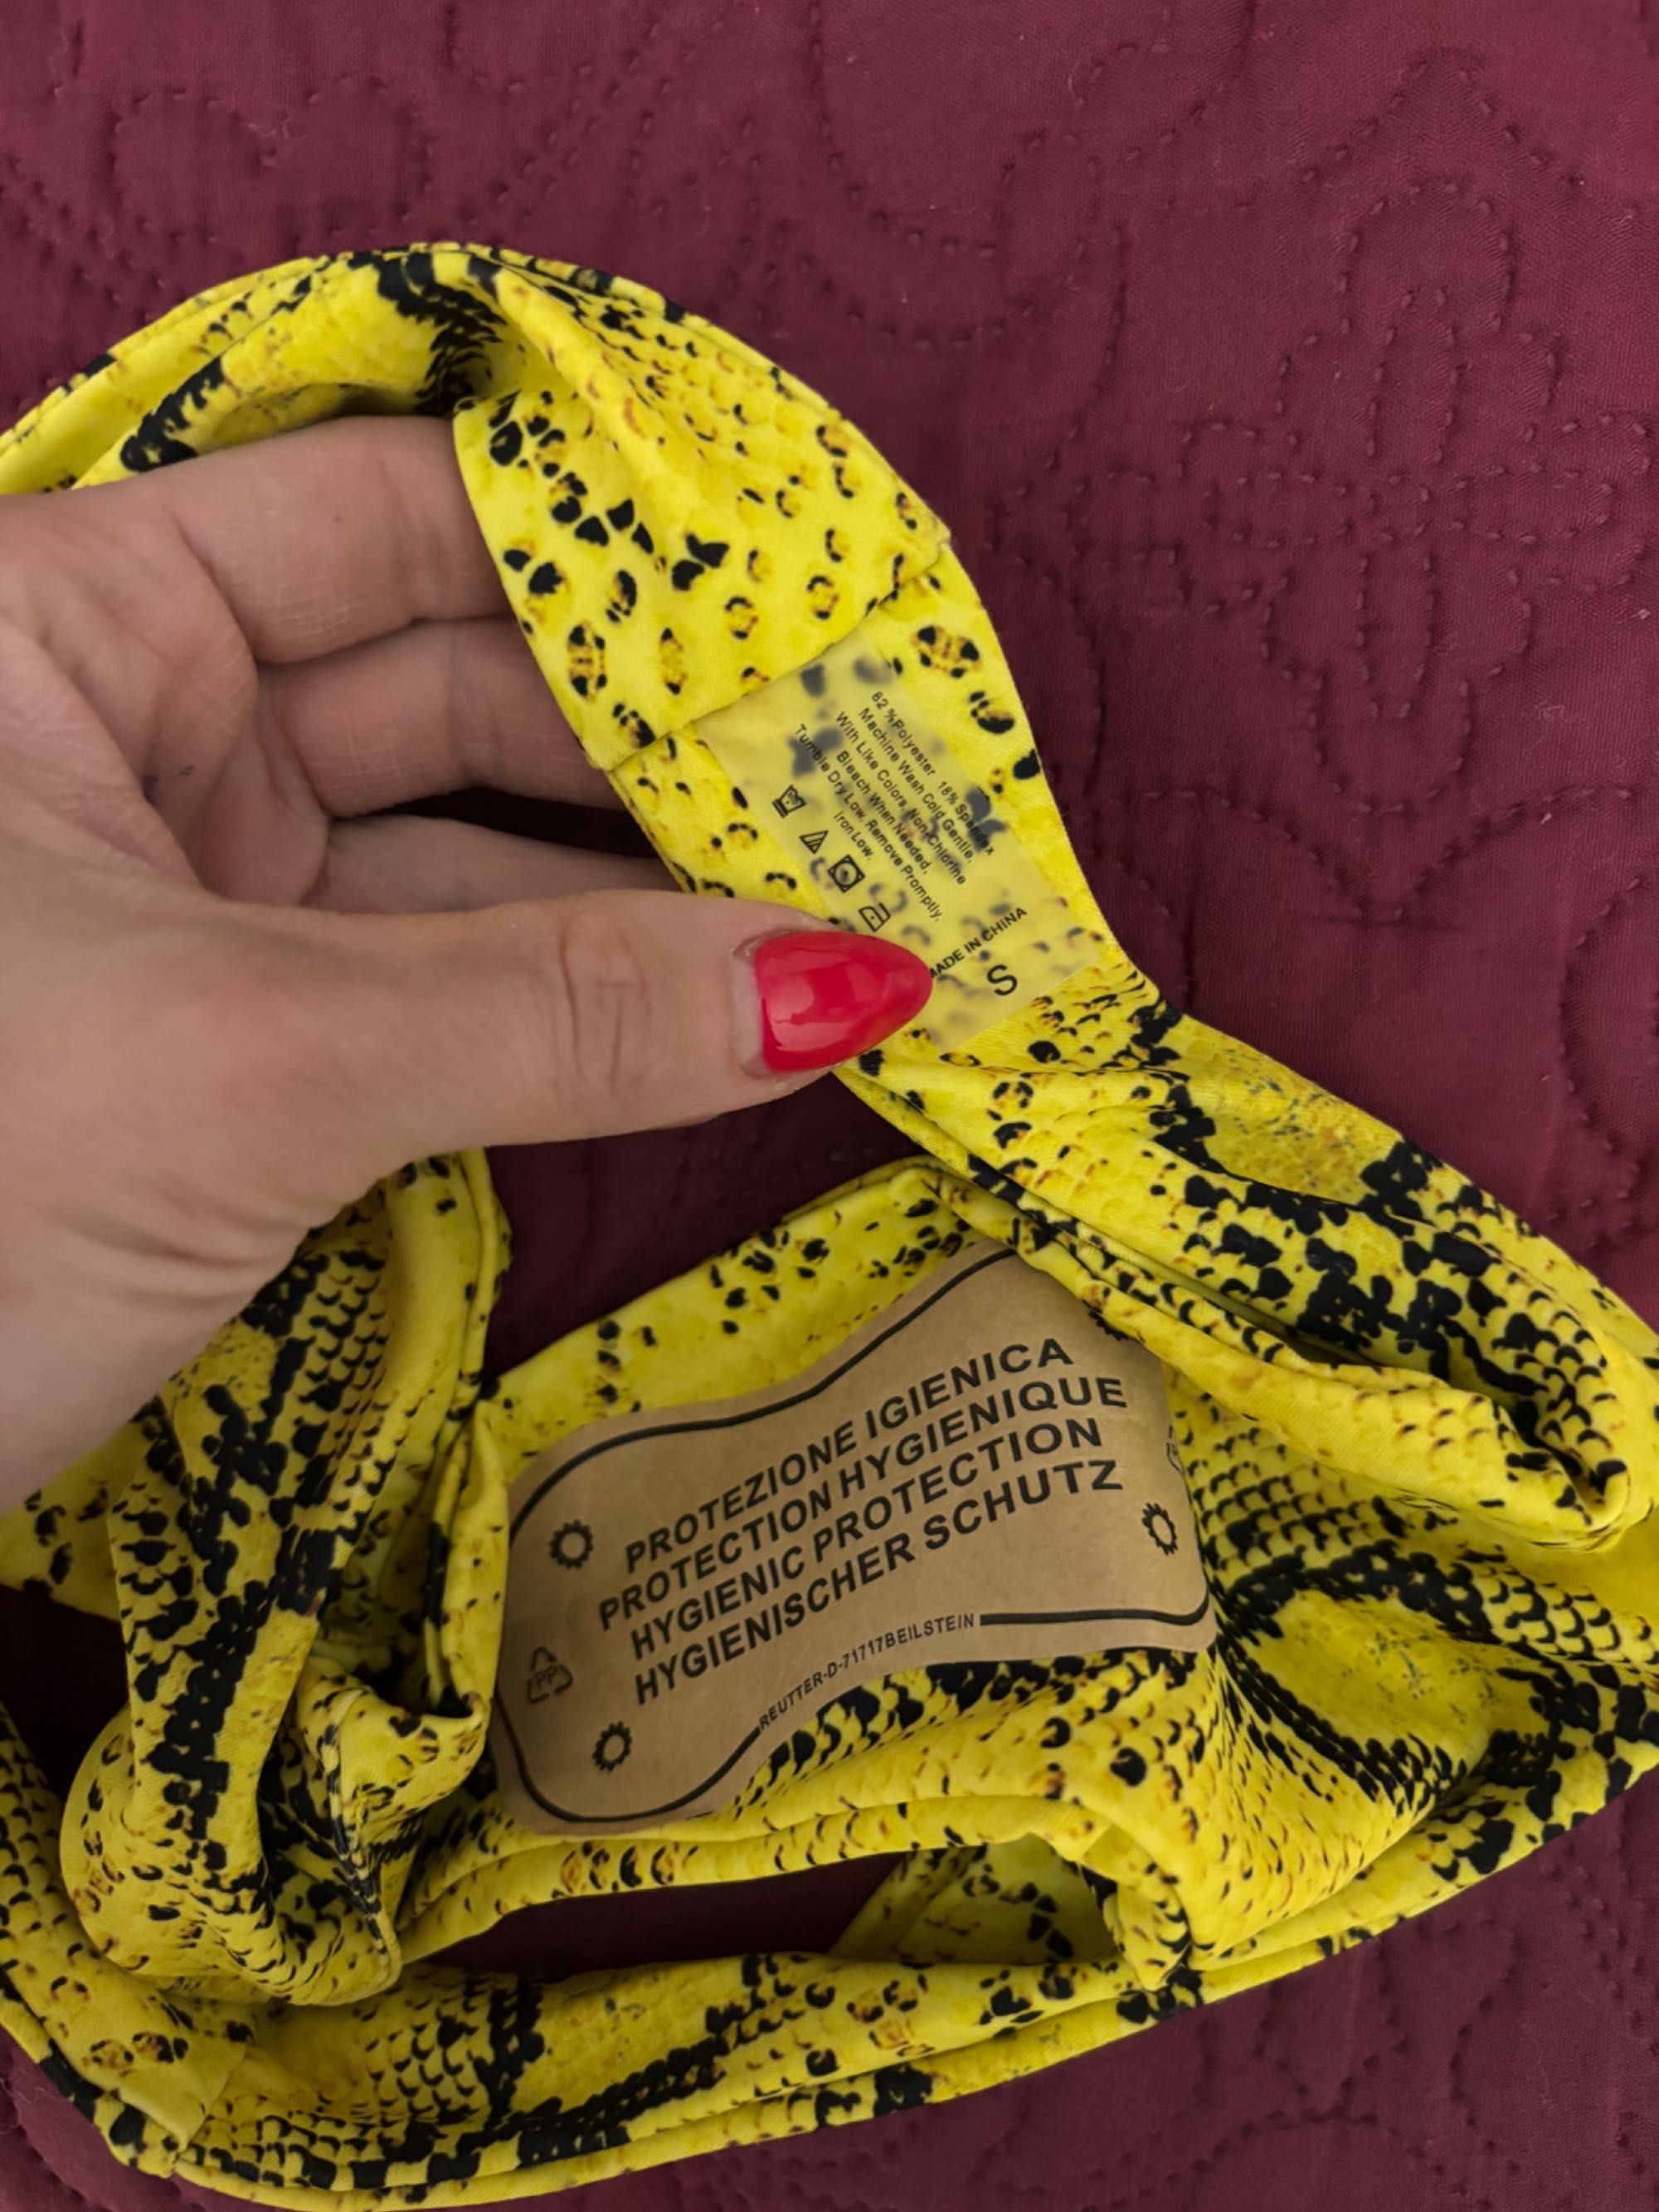 82 %Polyester 18% Spandex
Machine Wash Cold Gentle,
With Like Colors, Non-Chlorine
Bleach When Needed,
Tumble Dry Low, Remove Promptly,
Iron Low.
MADE IN CHINA
S
PROTEZIONE IGIENICA
PROTECTION HYGIENIQUE
HYGIENIC PROTECTION
HYGIENISCHER SCHUTZ
REUTTER-D-71717BEILSTEIN
PP